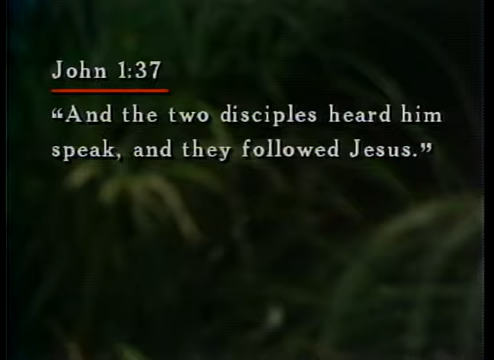 John 1:37
“And the two disciples heard him
speak, and they followed Jesus.”